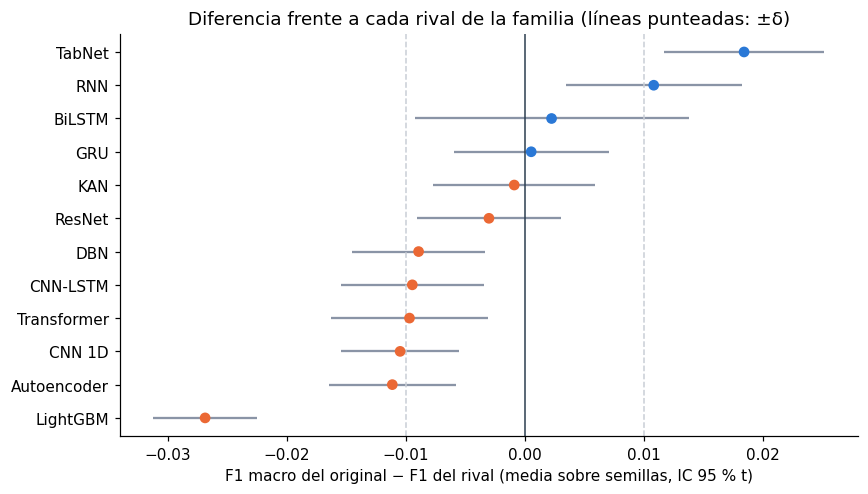 Diferencia frente a cada rival de la familia (líneas punteadas: ±δ)
TabNet
RNN
BiLSTM
GRU
KAN
ResNet
DBN
CNN-LSTM
Transformer
CNN 1D
Autoencoder
LightGBM
−0.03 −0.02 −0.01 0.00 0.01 0.02
F1 macro del original − F1 del rival (media sobre semillas, IC 95 % t)